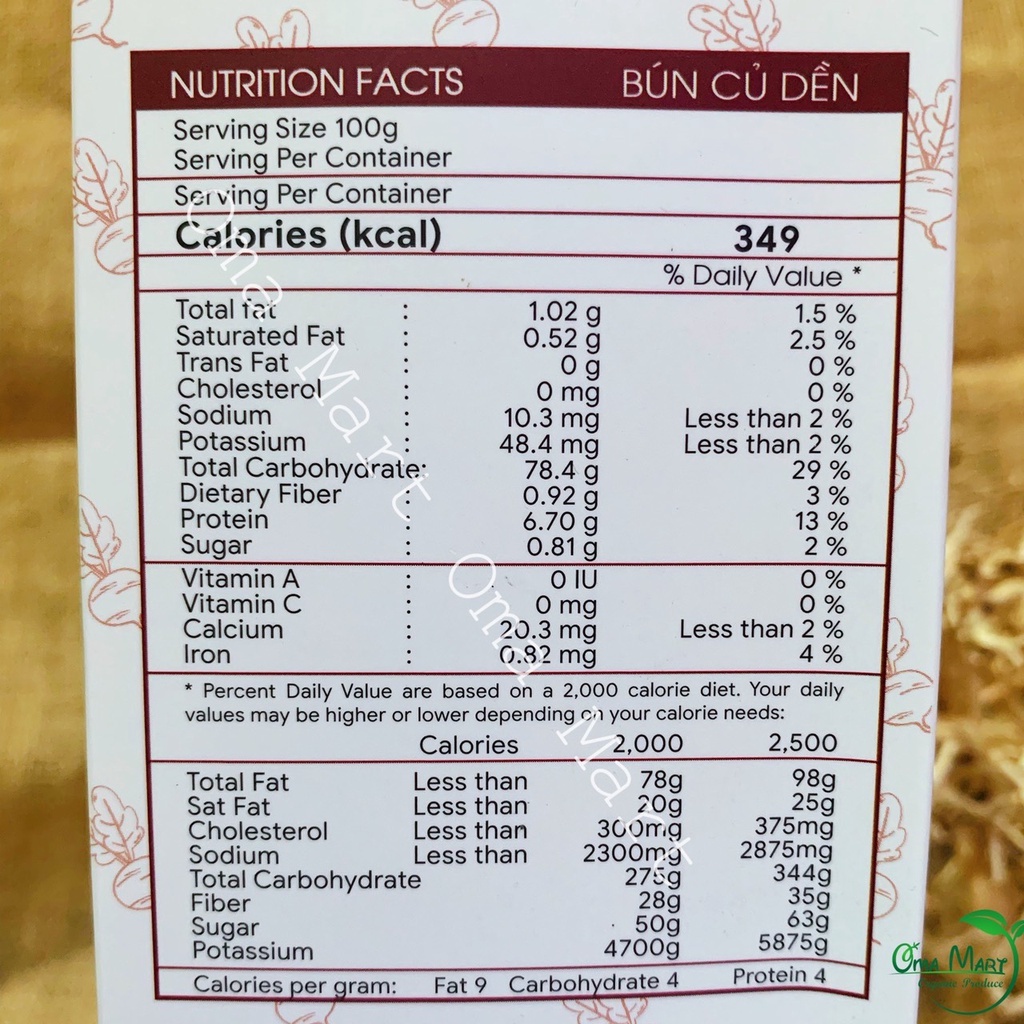 NUTRITION FACTS BÚN CỦ DỀN
Serving Size 100g
Serving Per Container
Serving Per Container
Calories (kcal) 349
% Daily Value *
Total fat : 1.02 g 1.5 %
Saturated Fat : 0.52 g 2.5 %
Trans Fat : 0 g 0 %
Cholesterol : 0 mg 0 %
Sodium : 10.3 mg Less than 2 %
Potassium : 48.4 mg Less than 2 %
Total Carbohydrate: 78.4 g 29 %
Dietary Fiber : 0.92 g 3 %
Protein : 6.70 g 13 %
Sugar : 0.81 g 2 %
Vitamin A : 0 IU 0 %
Vitamin C : 0 mg 0 %
Calcium : 20.3 mg Less than 2 %
Iron : 0.82 mg 4 %
* Percent Daily Value are based on a 2,000 calorie diet. Your daily
values may be higher or lower depending on your calorie needs:
Calories 2,000 2,500
Total Fat Less than 78g 98g
Sat Fat Less than 20g 25g
Cholesterol Less than 300mg 375mg
Sodium Less than 2300mg 2875mg
Total Carbohydrate 275g 344g
Fiber 28g 35g
Sugar 50g 63g
Potassium 4700g 5875g
Calories per gram: Fat 9 Carbohydrate 4 Protein 4
Oma Mart Oma Mart
Oma Mart
Organic Produce